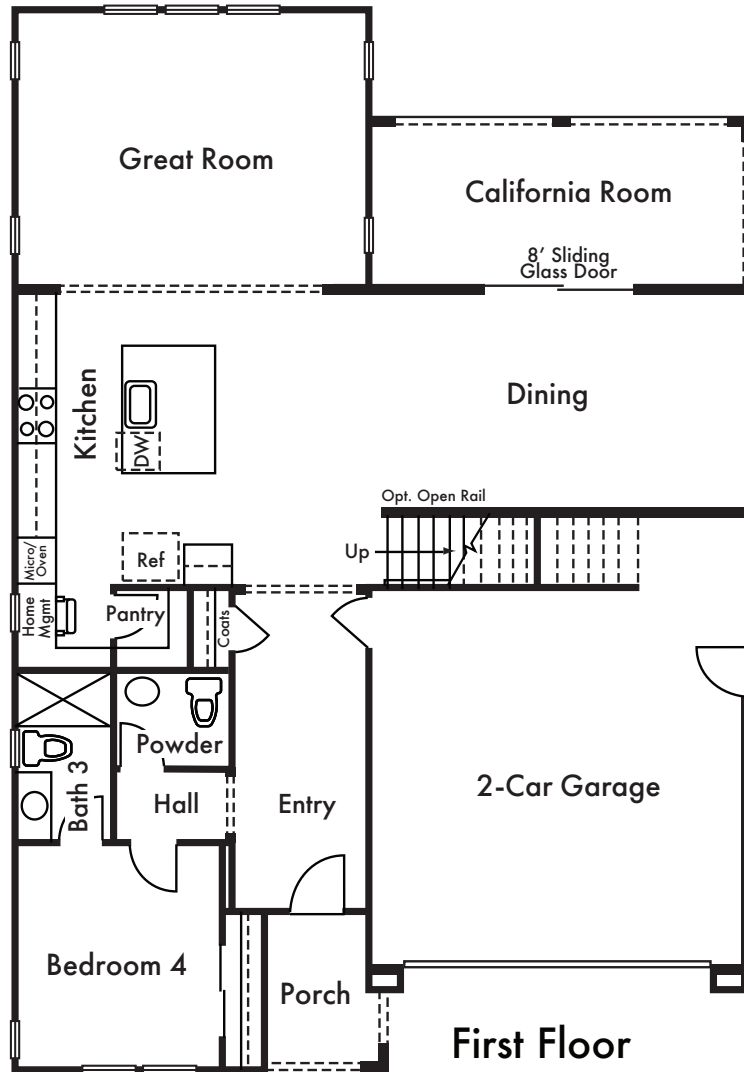 Great Room
California Room
8’ Sliding
Glass Door
Kitchen
Dining
DW
Opt. Open Rail
Up
Ref
Micro/
Oven
Home
Mgmt
Pantry
Coats
Powder
Bath 3
Hall
Entry
2-Car Garage
Bedroom 4
Porch
First Floor